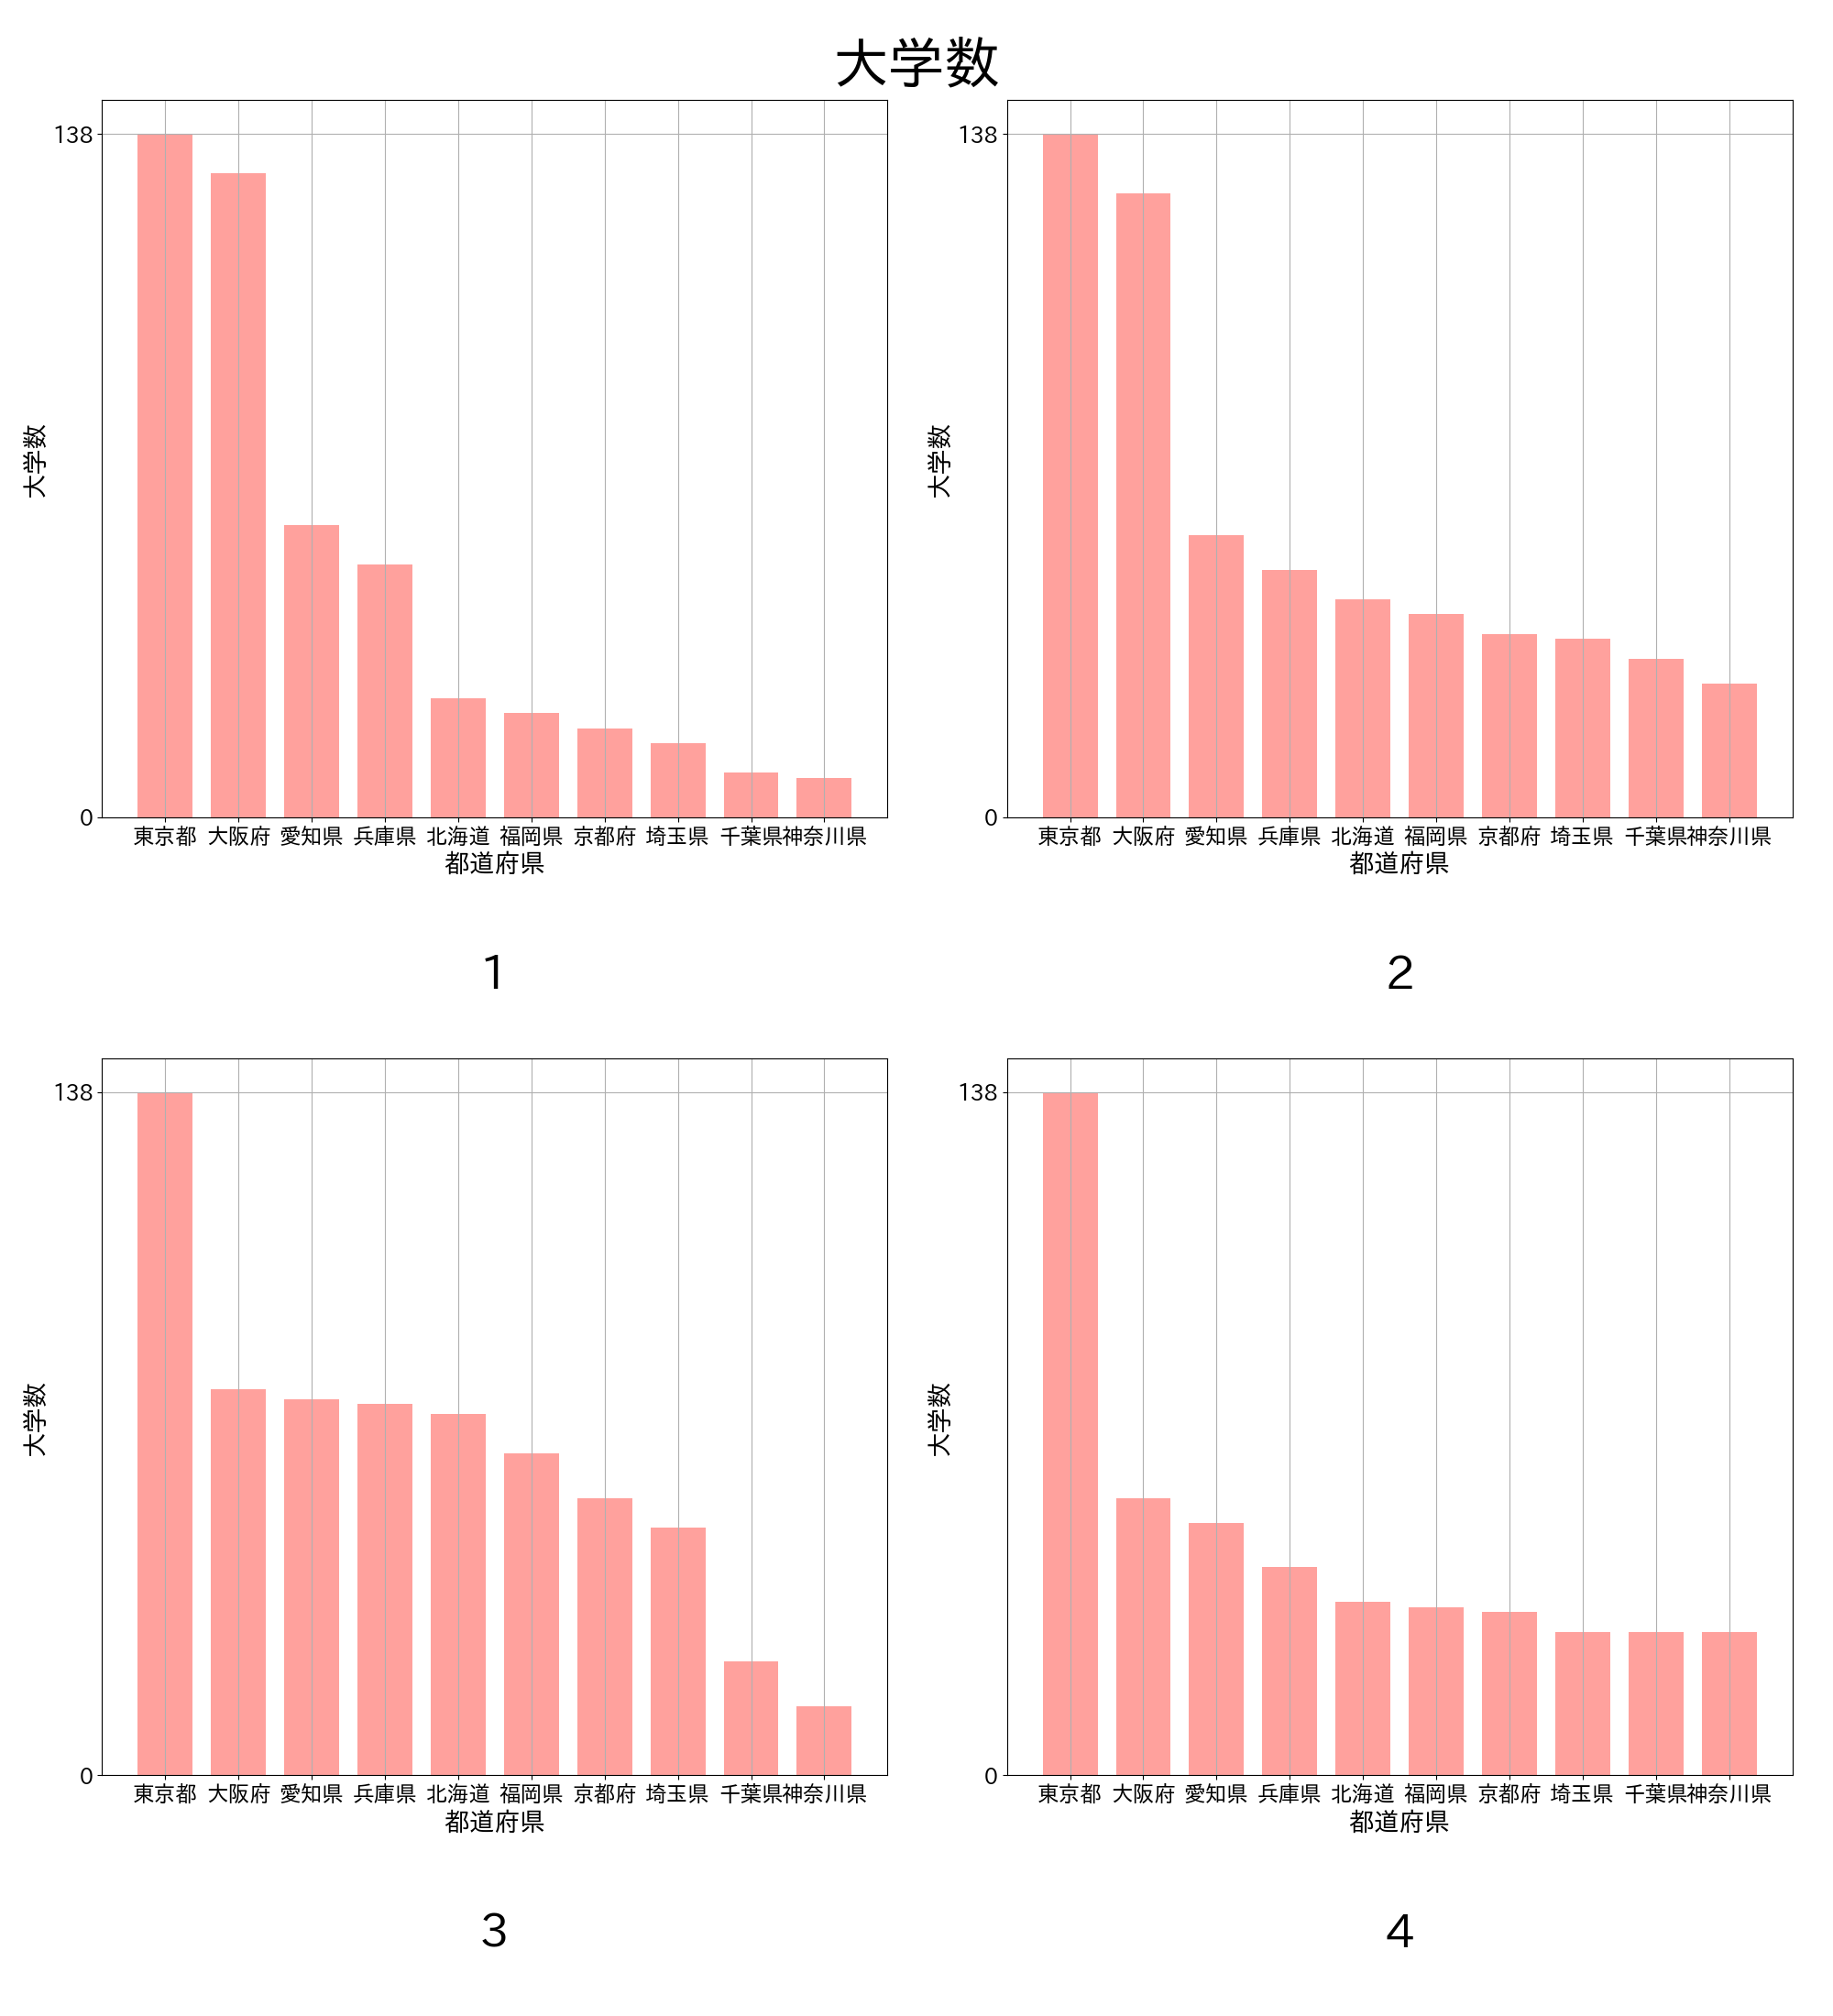 大学数
138
大学数
0
東京都 大阪府 愛知県 兵庫県 北海道 福岡県 京都府 埼玉県 千葉県 神奈川県
都道府県
1
138
大学数
0
東京都 大阪府 愛知県 兵庫県 北海道 福岡県 京都府 埼玉県 千葉県 神奈川県
都道府県
2
138
大学数
0
東京都 大阪府 愛知県 兵庫県 北海道 福岡県 京都府 埼玉県 千葉県 神奈川県
都道府県
3
138
大学数
0
東京都 大阪府 愛知県 兵庫県 北海道 福岡県 京都府 埼玉県 千葉県 神奈川県
都道府県
4